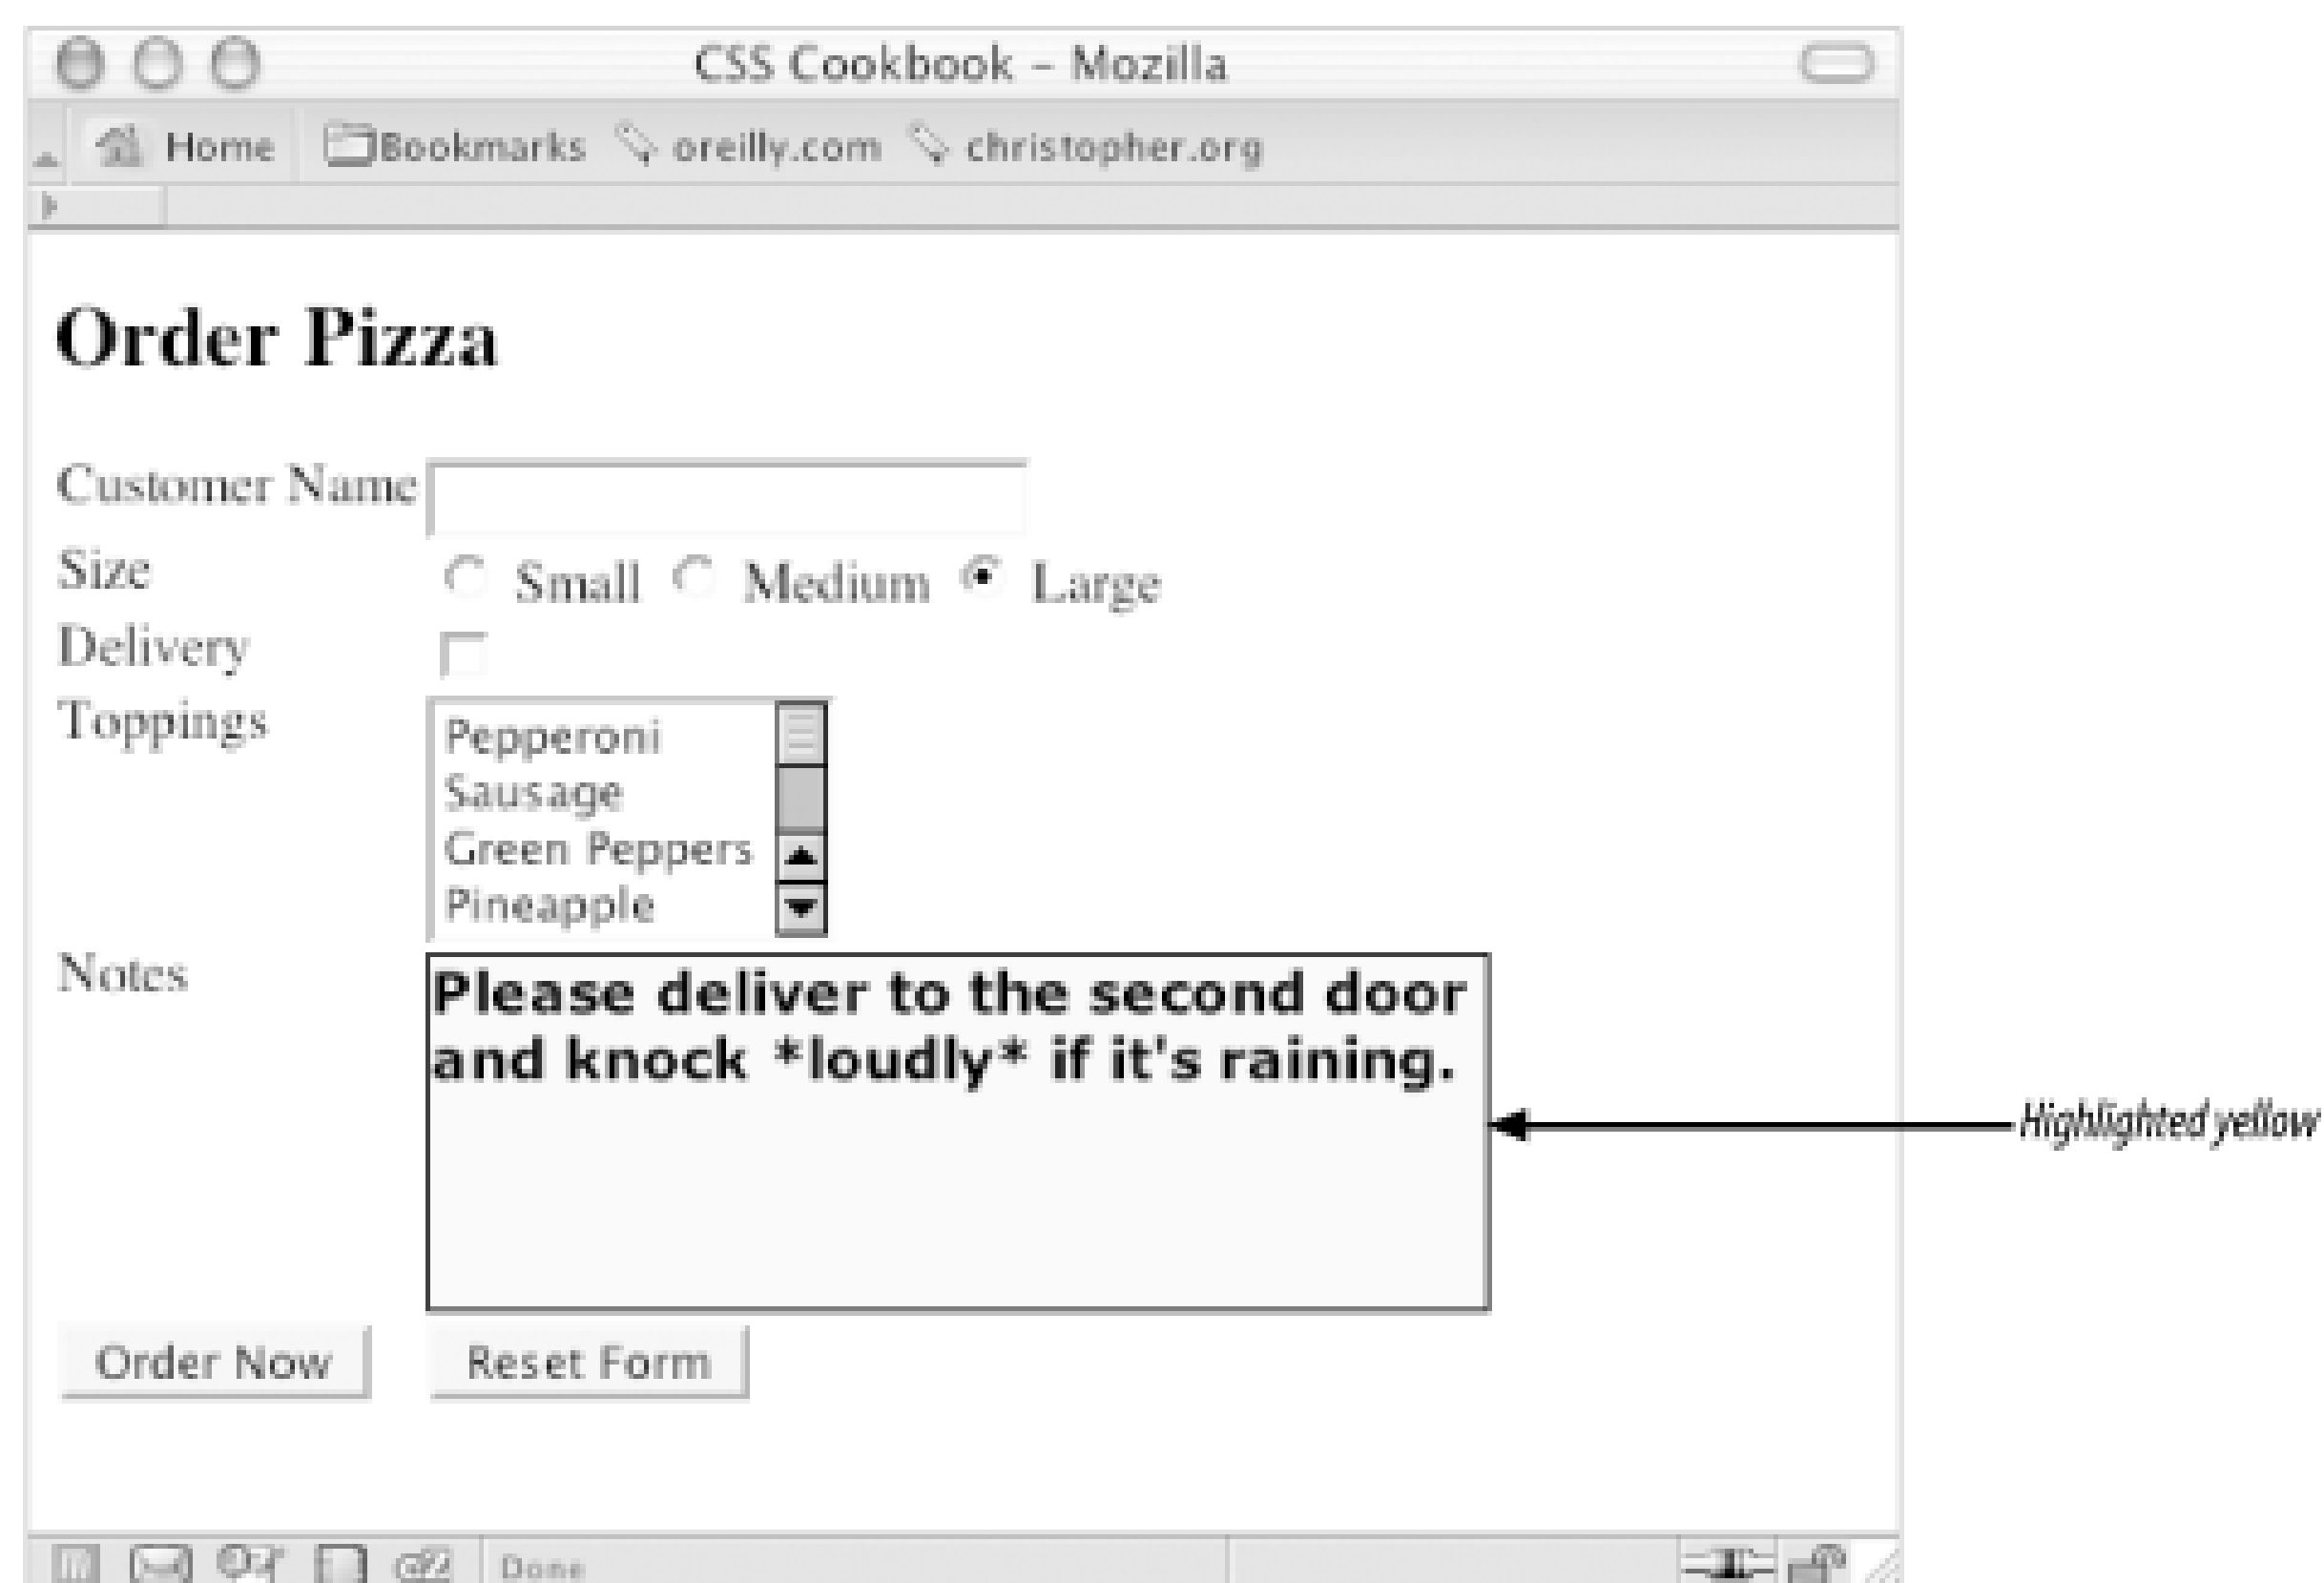 CSS Cookbook – Mozilla
Home Bookmarks oreilly.com christopher.org
Order Pizza
Customer Name
Size Small Medium Large
Delivery
Toppings
Pepperoni
Sausage
Green Peppers
Pineapple
Notes
Please deliver to the second door
and knock *loudly* if it's raining.
Highlighted yellow
Order Now Reset Form
Done